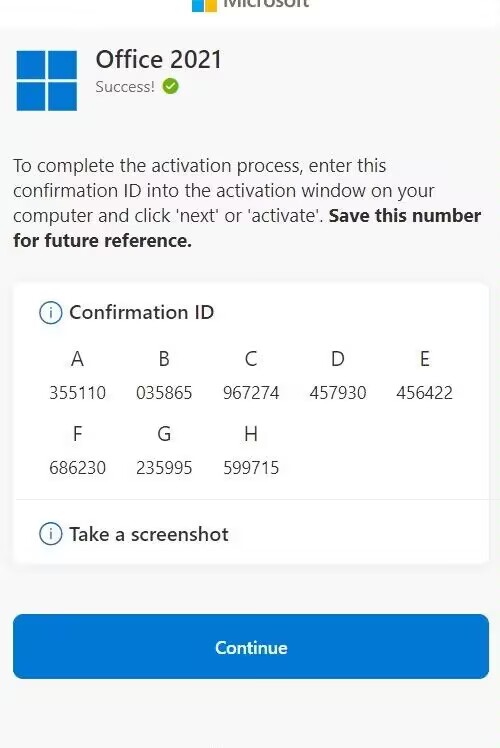 Microsoft
Office 2021
Success!
To complete the activation process, enter this
confirmation ID into the activation window on your
computer and click 'next' or 'activate'. Save this number
for future reference.
Confirmation ID
A B C D E
355110 035865 967274 457930 456422
F G H
686230 235995 599715
Take a screenshot
Continue